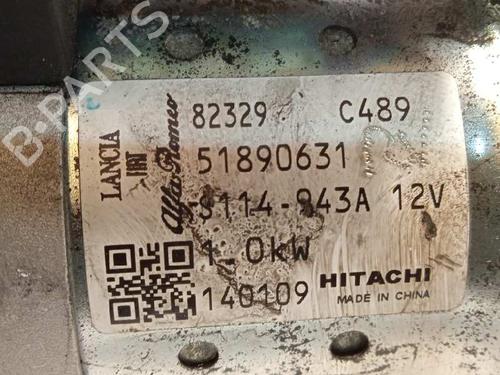 B-PARTS
LANCIA
FIAT
Alfa Romeo
82329 C489
51890631
S114-943A 12V
1.0kW
140109 HITACHI
MADE IN CHINA